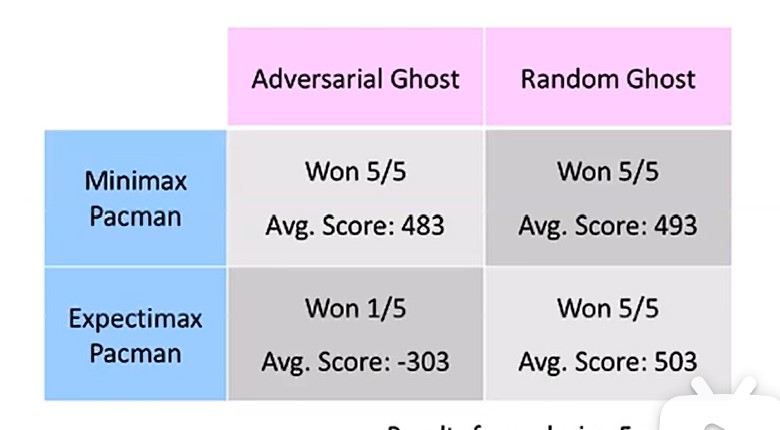 Adversarial Ghost
Random Ghost
Minimax
Pacman
Won 5/5
Avg. Score: 483
Won 5/5
Avg. Score: 493
Expectimax
Pacman
Won 1/5
Avg. Score: -303
Won 5/5
Avg. Score: 503